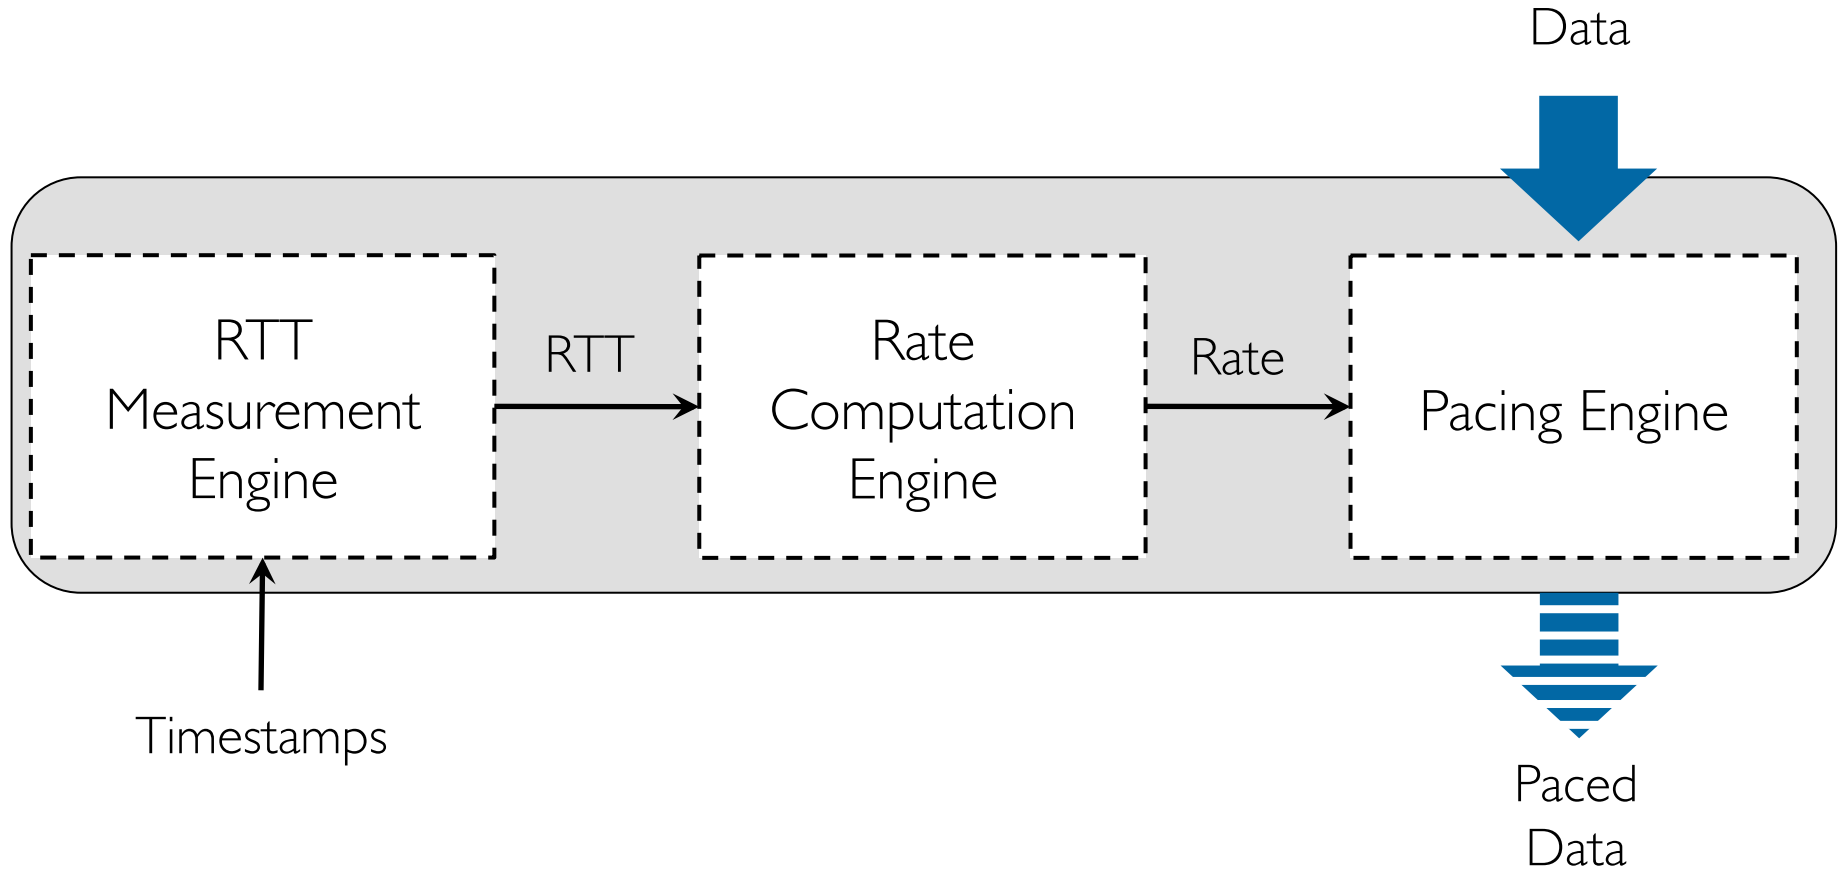 Data
RTT
Measurement
Engine
RTT
Rate
Computation
Engine
Rate
Pacing Engine
Timestamps
Paced
Data